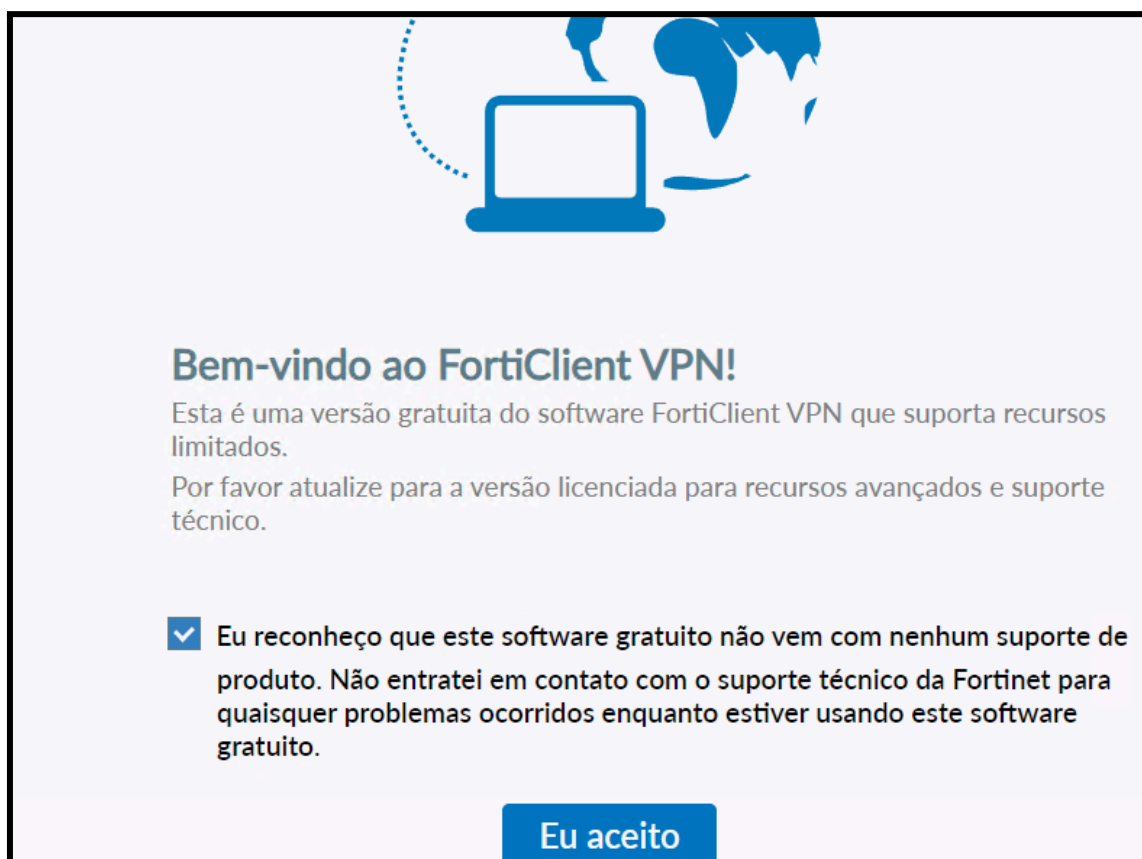 Bem-vindo ao FortiClient VPN!
Esta é uma versão gratuita do software FortiClient VPN que suporta recursos
limitados.
Por favor atualize para a versão licenciada para recursos avançados e suporte
técnico.
Eu reconheço que este software gratuito não vem com nenhum suporte de
produto. Não entratei em contato com o suporte técnico da Fortinet para
quaisquer problemas ocorridos enquanto estiver usando este software
gratuito.
Eu aceito